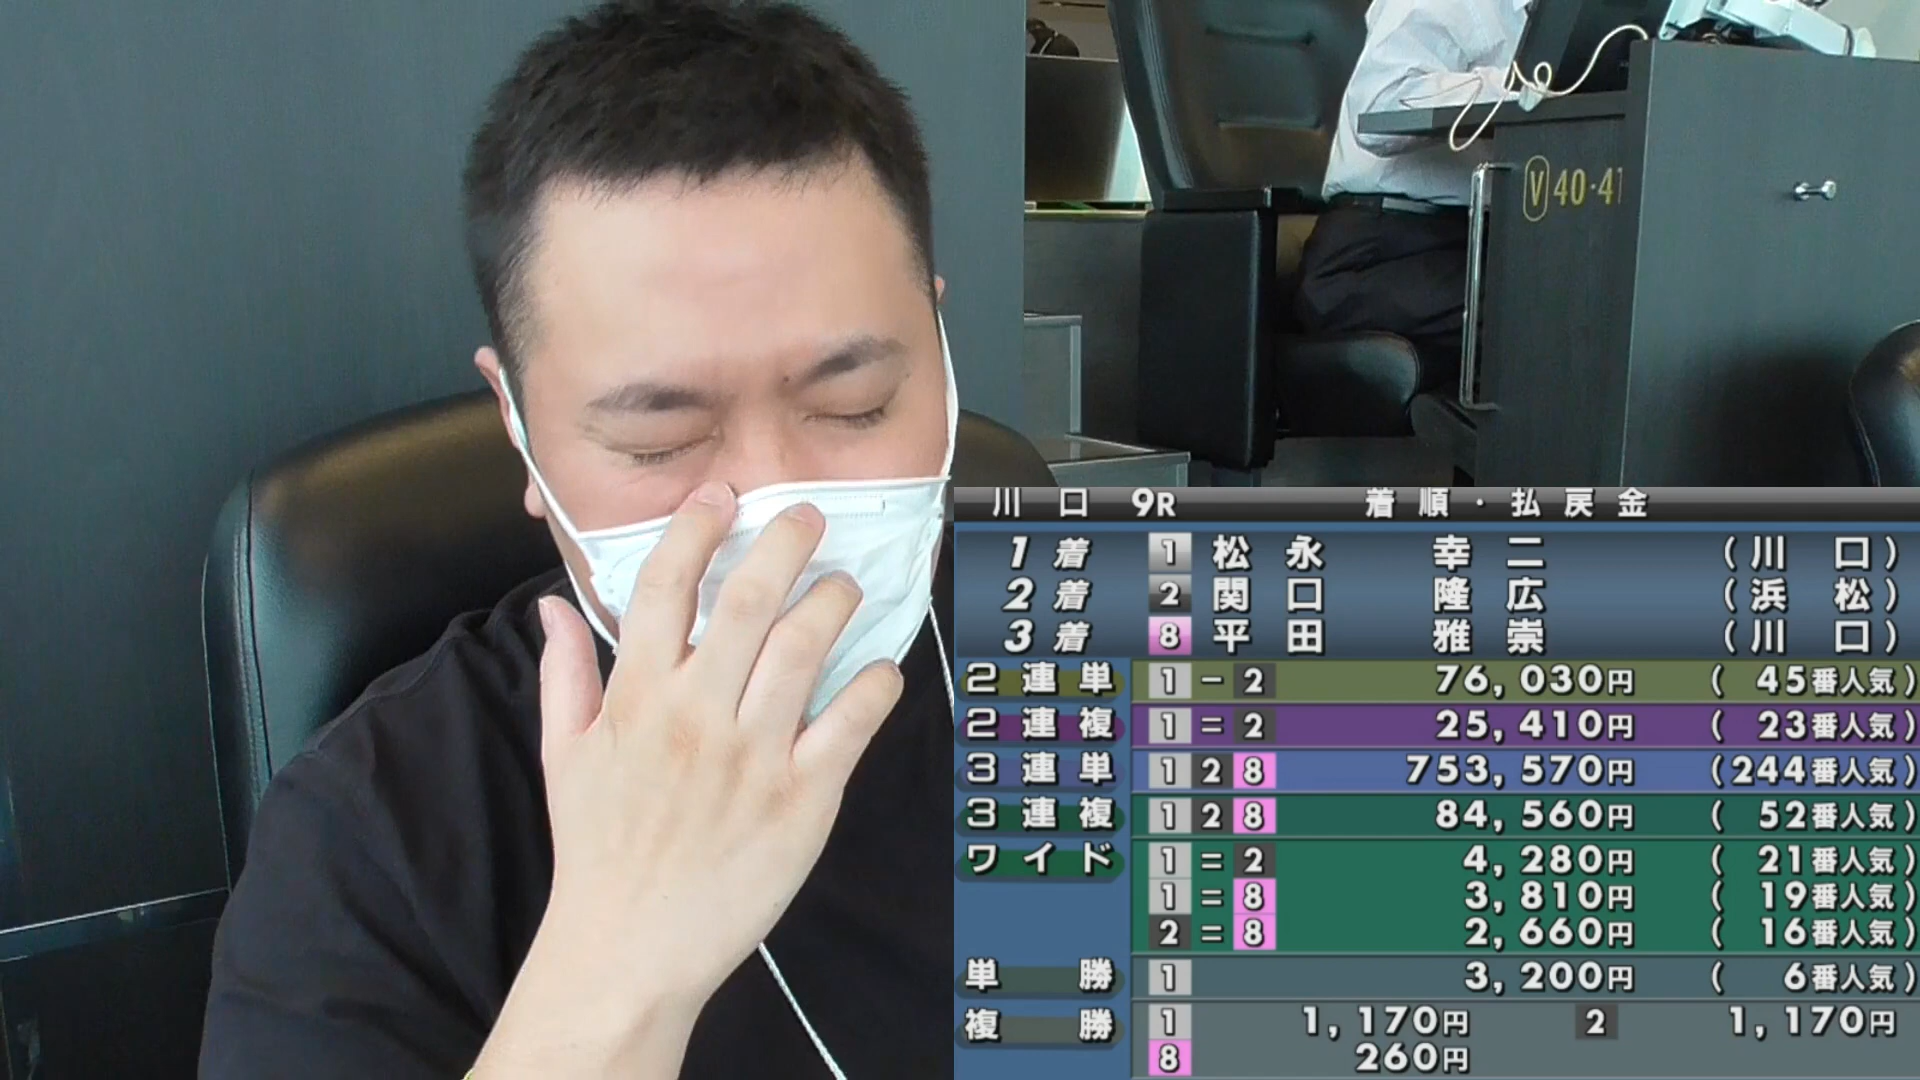 V 40·41
川口 9R 着順・払戻金
1着 1 松永 幸二 (川口)
2着 2 関口 隆広 (浜松)
3着 8 平田 雅崇 (川口)
2連単 1 - 2 76,030円 (45番人気)
2連複 1 = 2 25,410円 (23番人気)
3連単 1 2 8 753,570円 (244番人気)
3連複 1 2 8 84,560円 (52番人気)
ワイド 1 = 2 4,280円 (21番人気)
1 = 8 3,810円 (19番人気)
2 = 8 2,660円 (16番人気)
単勝 1 3,200円 (6番人気)
複勝 1 1,170円 2 1,170円
8 260円